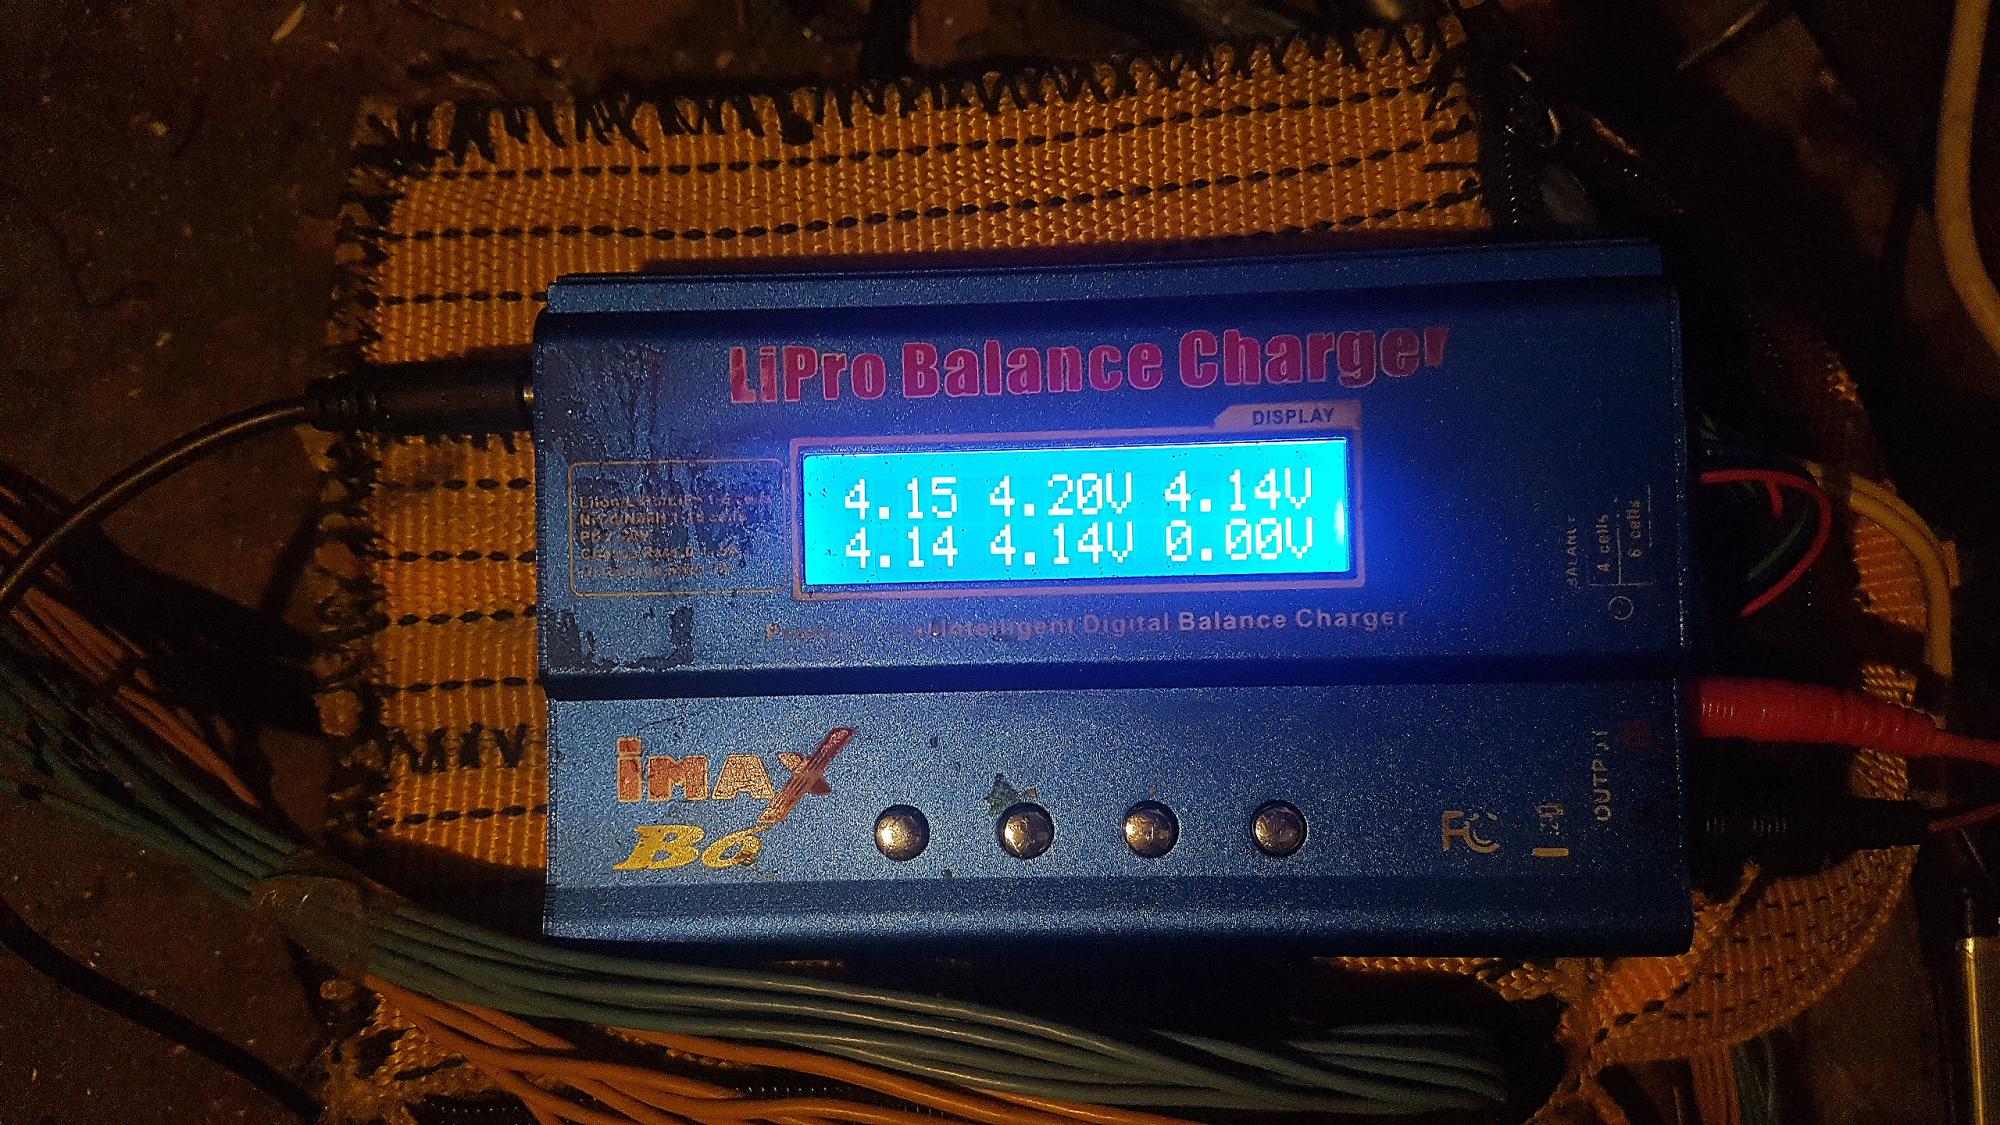 LiPro Balance Charger
DISPLAY
4.15 4.20V 4.14V
4.14 4.14V 0.00V
Intelligent Digital Balance Charger
4 cells
6 cells
OUTPUT
iMAX
B6
FC